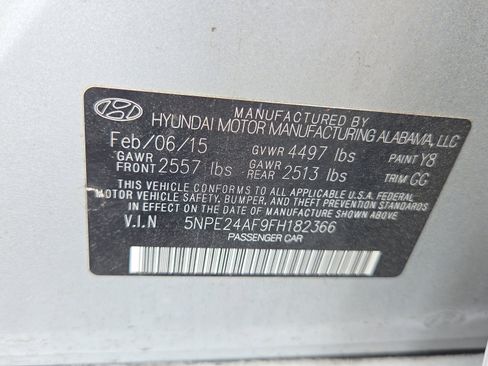 MANUFACTURED BY
HYUNDAI MOTOR MANUFACTURING ALABAMA, LLC
Feb/06/15 GVWR 4497 lbs PAINT Y8
GAWR FRONT 2557 lbs GAWR REAR 2513 lbs TRIM GG
THIS VEHICLE CONFORMS TO ALL APPLICABLE U.S.A. FEDERAL
MOTOR VEHICLE SAFETY, BUMPER, AND THEFT PREVENTION
STANDARDS IN EFFECT ON THE DATE OF MANUFACTURE SHOWN ABOVE.
V.I.N 5NPE24AF9FH182366
PASSENGER CAR